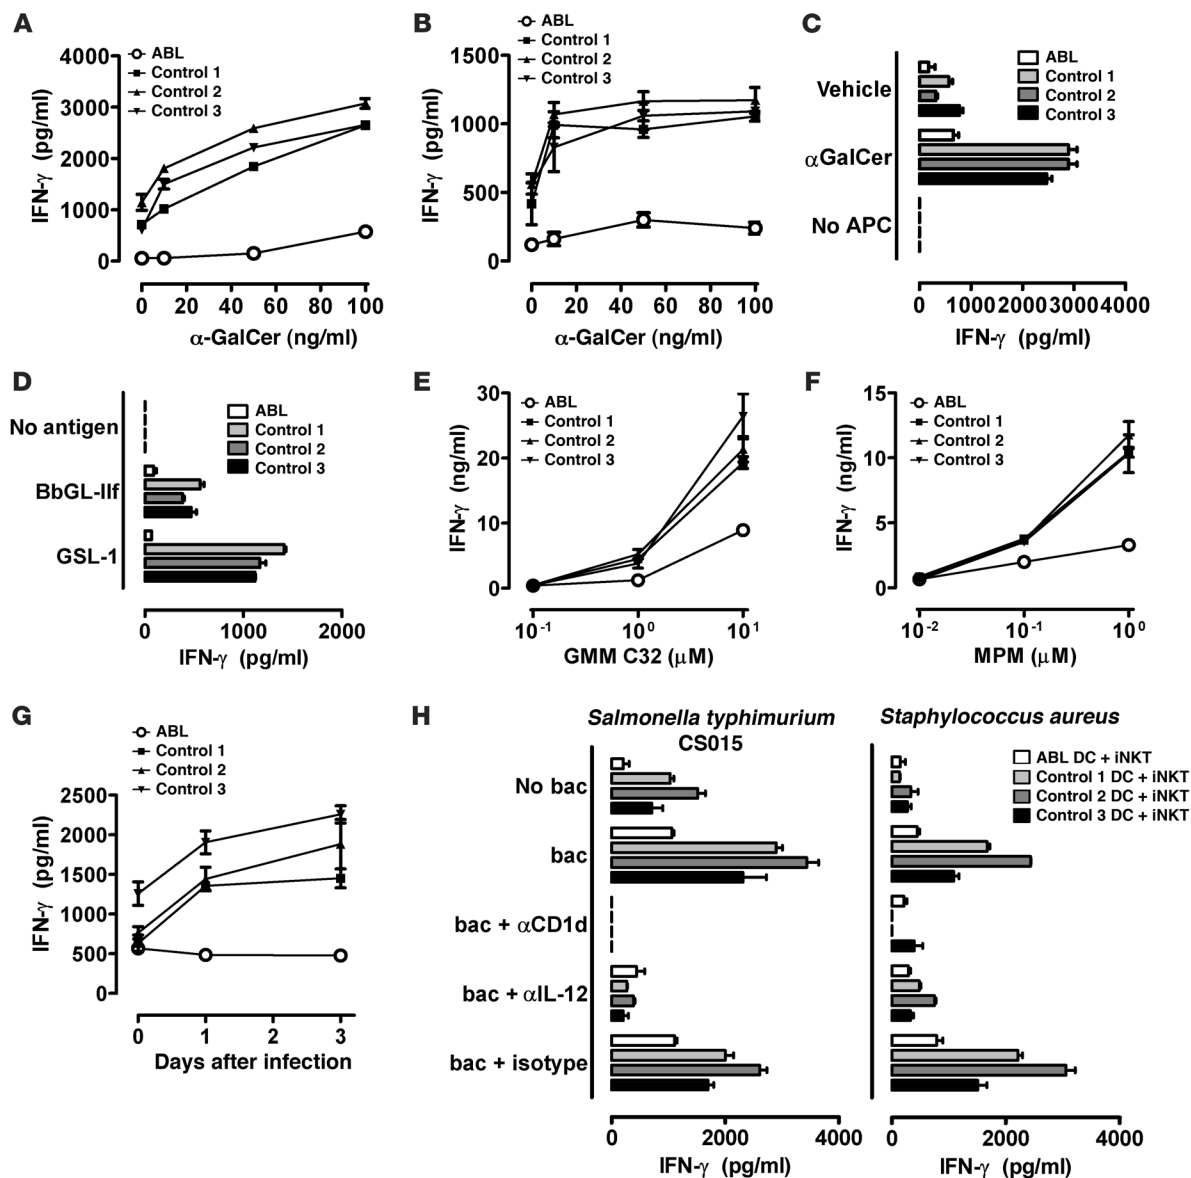 A
ABL
Control 1
Control 2
Control 3
4000
3000
2000
1000
0
IFN-γ (pg/ml)
0 20 40 60 80 100
α-GalCer (ng/ml)
B
ABL
Control 1
Control 2
Control 3
1500
1000
500
0
IFN-γ (pg/ml)
0 20 40 60 80 100
α-GalCer (ng/ml)
C
ABL
Control 1
Control 2
Control 3
Vehicle
αGalCer
No APC
0 1000 2000 3000 4000
IFN-γ (pg/ml)
D
ABL
Control 1
Control 2
Control 3
No antigen
BbGL-IIf
GSL-1
0 1000 2000
IFN-γ (pg/ml)
E
ABL
Control 1
Control 2
Control 3
30
20
10
0
IFN-γ (ng/ml)
10⁻¹ 10⁰ 10¹
GMM C32 (μM)
F
ABL
Control 1
Control 2
Control 3
15
10
5
0
IFN-γ (ng/ml)
10⁻² 10⁻¹ 10⁰
MPM (μM)
G
ABL
Control 1
Control 2
Control 3
2500
2000
1500
1000
500
0
IFN-γ (pg/ml)
0 1 2 3
Days after infection
H
Salmonella typhimurium
CS015
No bac
bac
bac + αCD1d
bac + αIL-12
bac + isotype
0 2000 4000
IFN-γ (pg/ml)
Staphylococcus aureus
ABL DC + iNKT
Control 1 DC + iNKT
Control 2 DC + iNKT
Control 3 DC + iNKT
0 2000 4000
IFN-γ (pg/ml)